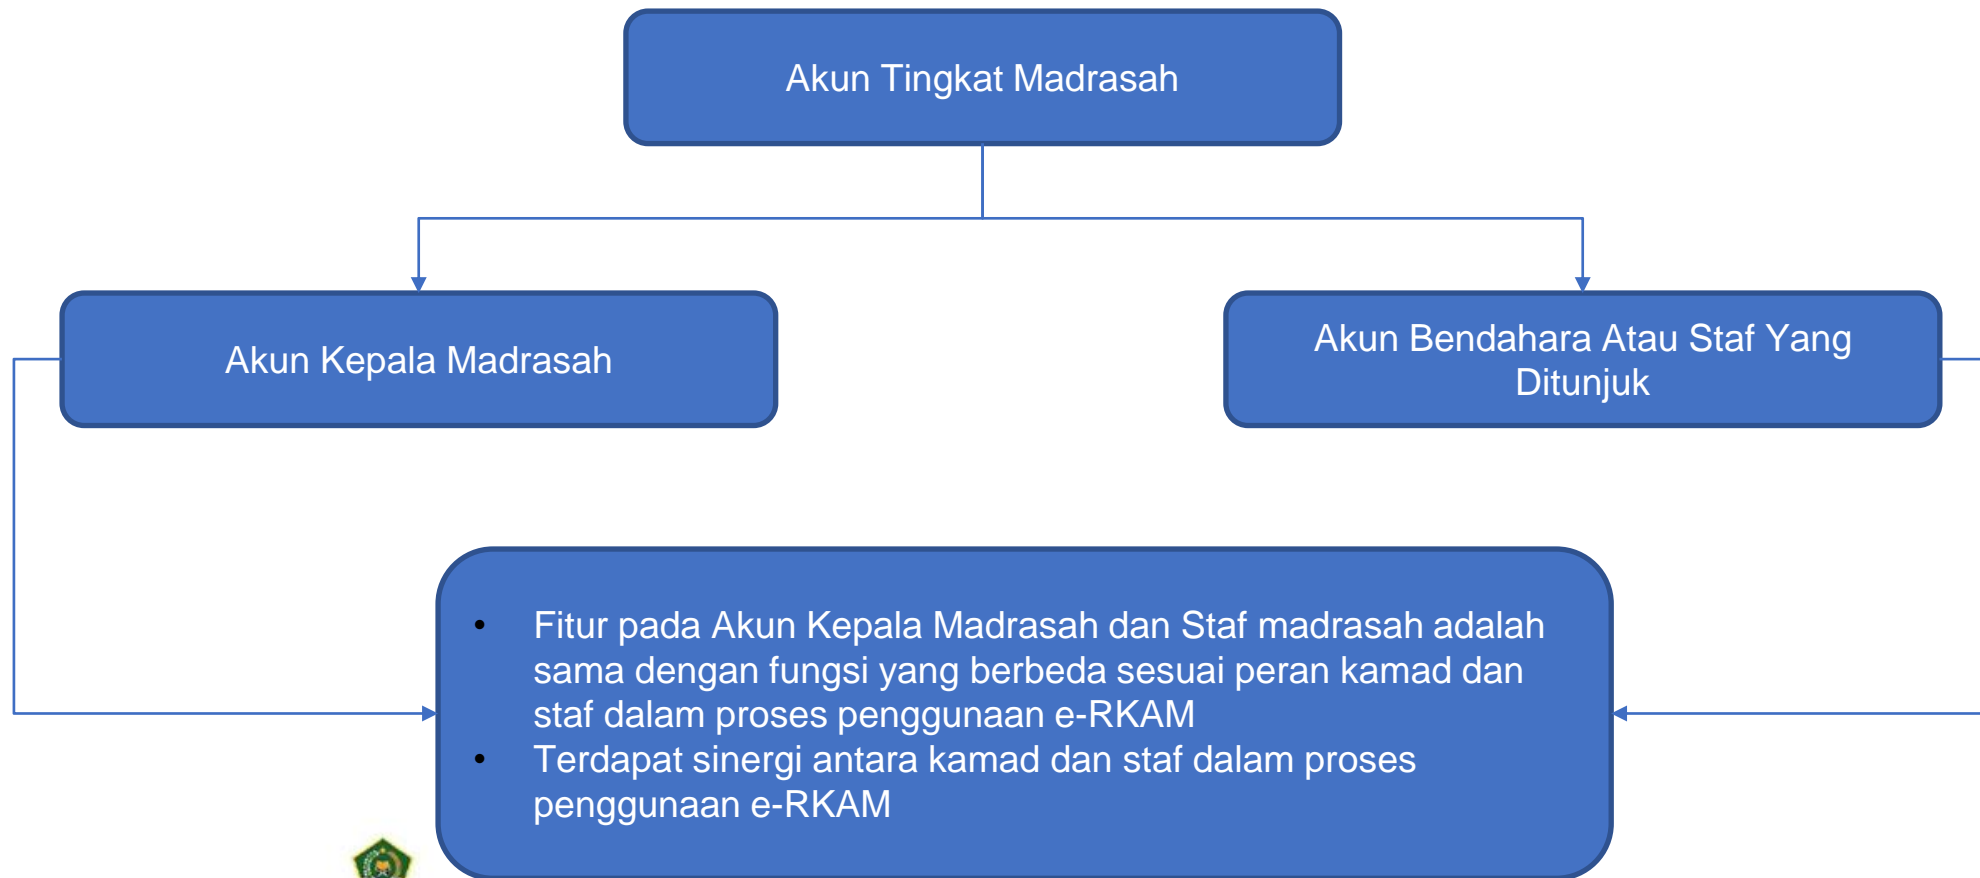 Akun Tingkat Madrasah
Akun Kepala Madrasah
Akun Bendahara Atau Staf Yang
Ditunjuk
• Fitur pada Akun Kepala Madrasah dan Staf madrasah adalah
sama dengan fungsi yang berbeda sesuai peran kamad dan
staf dalam proses penggunaan e-RKAM
• Terdapat sinergi antara kamad dan staf dalam proses
penggunaan e-RKAM